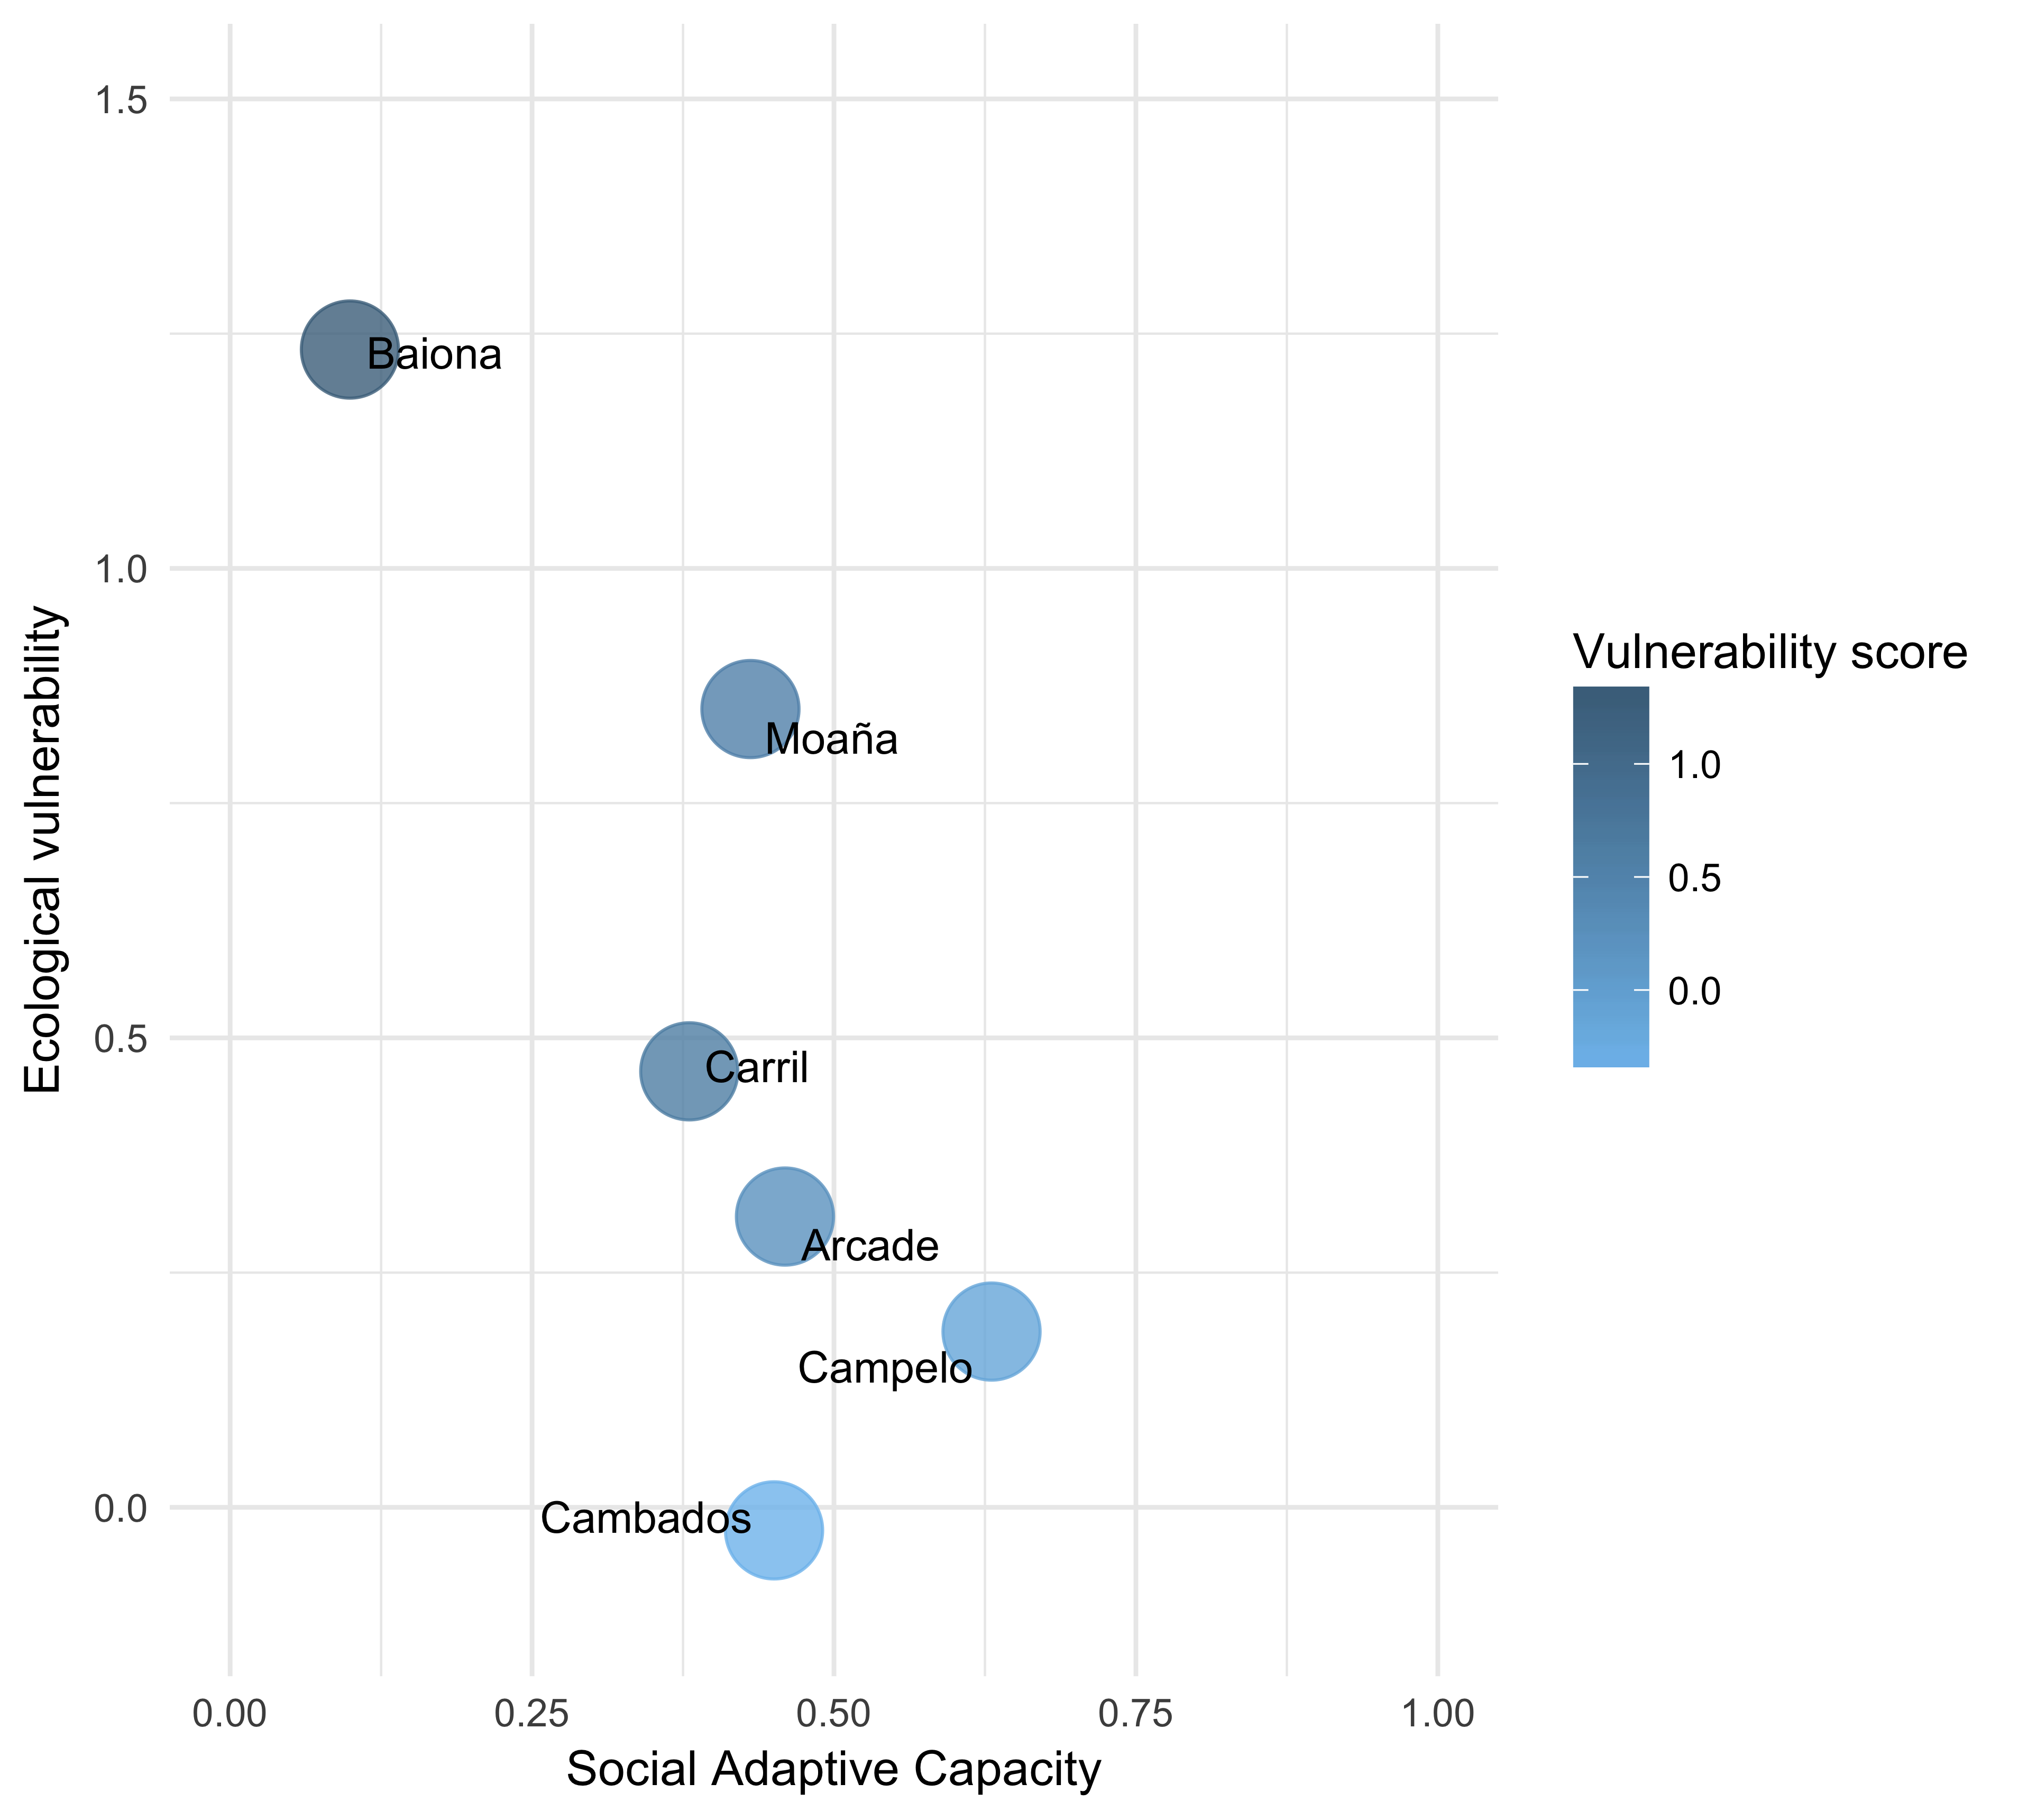 Ecological vulnerability
1.5
1.0
0.5
0.0
Baiona
Moaña
Carril
Arcade
Campelo
Cambados
0.00
0.25
0.50
0.75
1.00
Social Adaptive Capacity
Vulnerability score
1.0
0.5
0.0